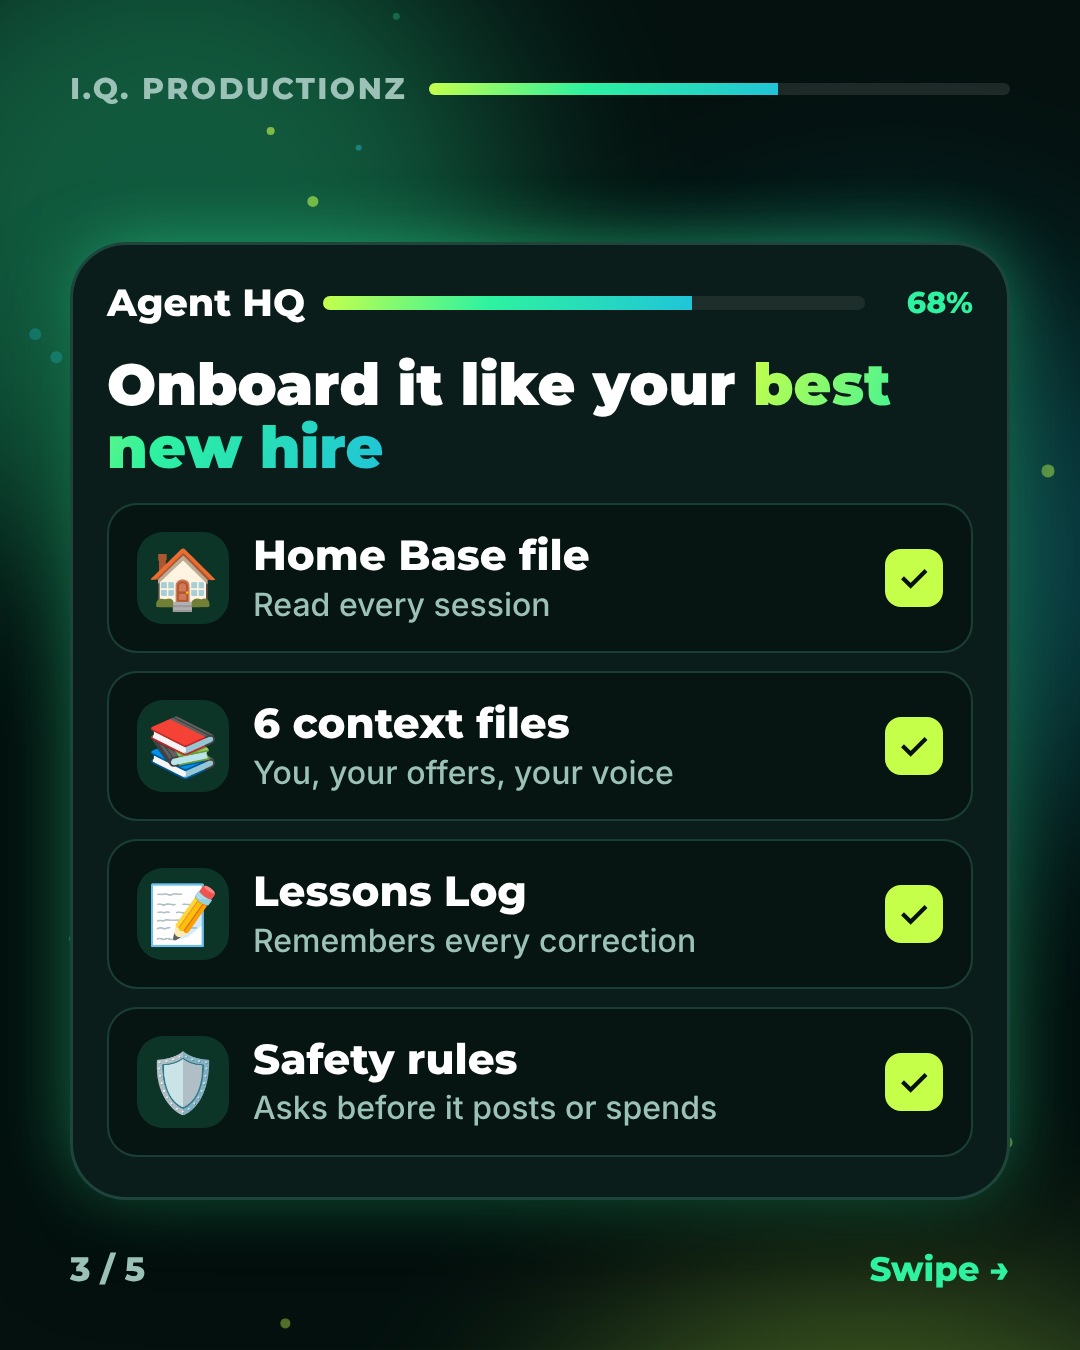 I.Q. PRODUCTIONZ
Agent HQ 68%
Onboard it like your best
new hire
Home Base file
Read every session
6 context files
You, your offers, your voice
Lessons Log
Remembers every correction
Safety rules
Asks before it posts or spends
3 / 5
Swipe →